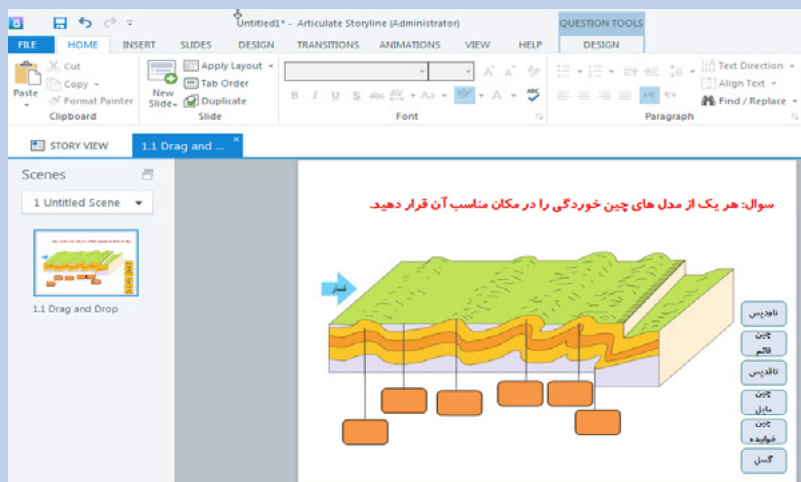 Untitled1* - Articulate Storyline (Administrator)
QUESTION TOOLS
FILE HOME INSERT SLIDES DESIGN TRANSITIONS ANIMATIONS VIEW HELP DESIGN
Paste
Cut
Copy
Format Painter
Clipboard
New Slide
Apply Layout
Tab Order
Duplicate
Slide
B I U S abc AV Aa A ABC
Font
Text Direction
Align Text
Find / Replace
Paragraph
STORY VIEW
1.1 Drag and ...
Scenes
1 Untitled Scene
1.1 Drag and Drop
سوال: هر یک از مدل های چین خوردگی را در مکان مناسب آن قرار دهید.
فشار
ناودیس
چین
قائم
تاقدیس
چین
مایل
چین
خوابیده
گسل